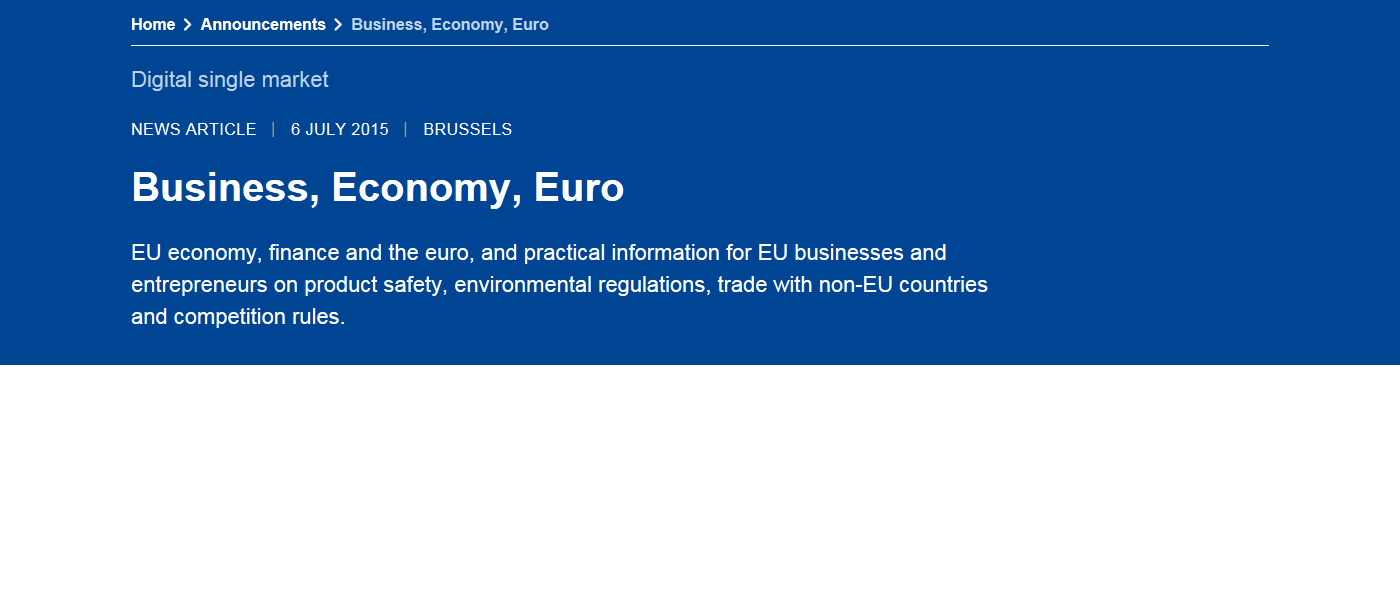 Home > Announcements > Business, Economy, Euro
Digital single market
NEWS ARTICLE | 6 JULY 2015 | BRUSSELS
Business, Economy, Euro
EU economy, finance and the euro, and practical information for EU businesses and
entrepreneurs on product safety, environmental regulations, trade with non-EU countries
and competition rules.